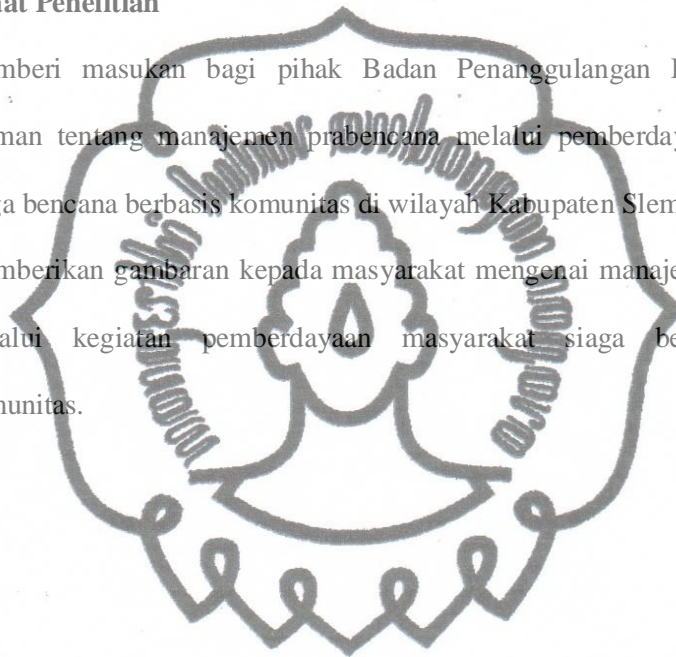 at Penelitian
mberi masukan bagi pihak Badan Penanggulangan
man tentang manajemen prabencana melalui pemberday
ga bencana berbasis komunitas di wilayah Kabupaten Slem
mberikan gambaran kepada masyarakat mengenai manaje
alui kegiatan pemberdayaan masyarakat siaga be
munitas.